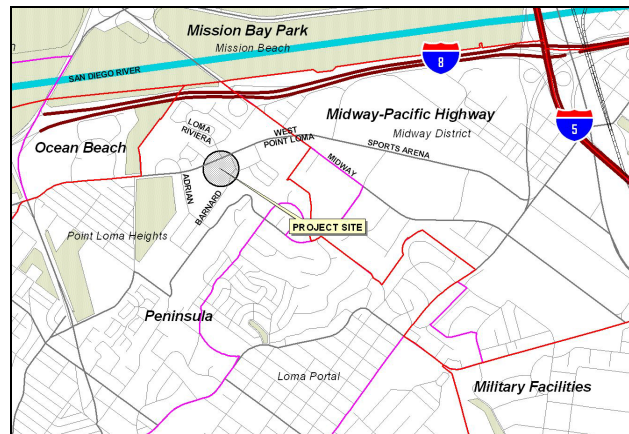 Mission Bay Park
Mission Beach
SAN DIEGO RIVER
8
5
Midway-Pacific Highway
Midway District
LOMA
RIVIERA
WEST
POINT LOMA
SPORTS ARENA
Ocean Beach
MIDWAY
ADRIAN
BARNARD
PROJECT SITE
Point Loma Heights
Peninsula
Loma Portal
Military Facilities